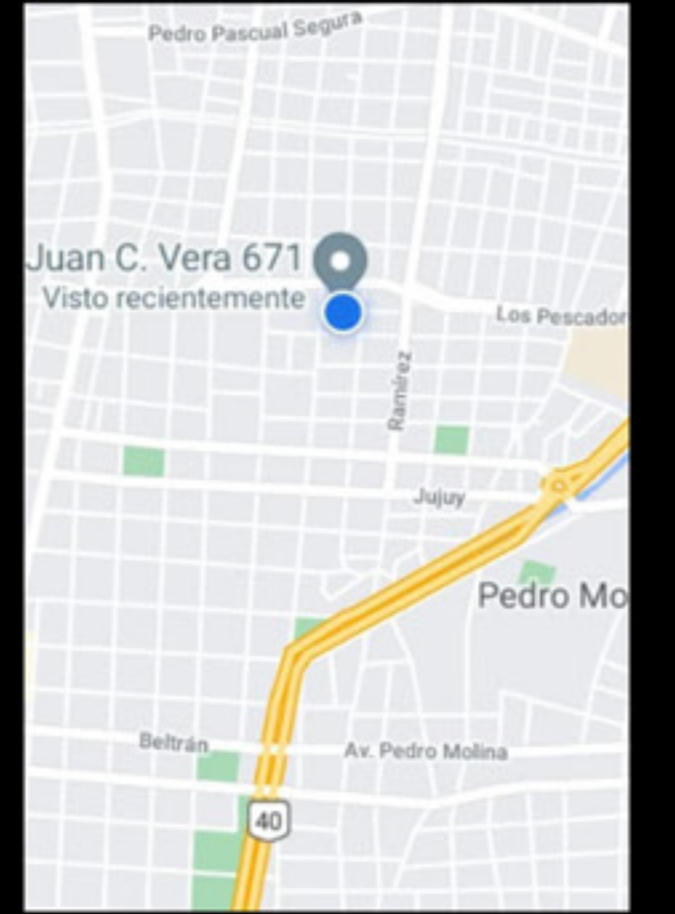 Pedro Pascual Segura
Juan C. Vera 671
Visto recientemente
Los Pescador
Ramírez
Jujuy
Pedro Mo
Beltrán
Av. Pedro Molina
40